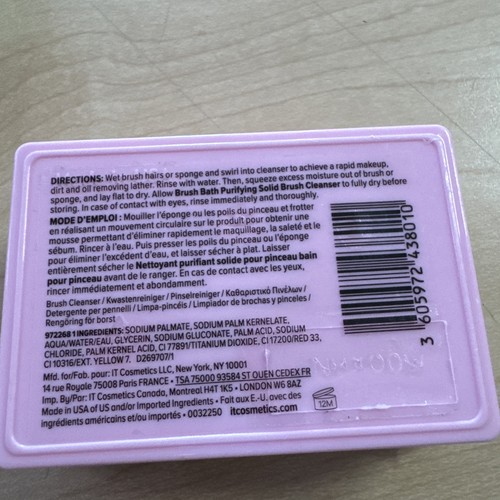 DIRECTIONS: Wet brush hairs or sponge and swirl into cleanser to achieve a rapid makeup,
dirt and oil removing lather. Rinse with water. Then, squeeze excess moisture out of brush or
sponge, and lay flat to dry. Allow Brush Bath Purifying Solid Brush Cleanser to fully dry before
storing. In case of contact with eyes, rinse immediately and thoroughly.
MODE D'EMPLOI : Mouiller l'éponge ou les poils du pinceau et frotter
en réalisant un mouvement circulaire sur le produit pour obtenir une
mousse permettant d'éliminer rapidement le maquillage, la saleté et le
sébum. Rincer à l'eau. Puis presser les poils du pinceau ou l'éponge
pour éliminer l'excédent d'eau, et laisser sécher à plat. Laisser
entièrement sécher le Nettoyant purifiant solide pour pinceau bain
pour pinceau avant de le ranger. En cas de contact avec les yeux,
rincer immédiatement et abondamment.
Brush Cleanser / Kwastenreiniger / Pinselreiniger / Καθαριστικό Πινέλων /
Detergente per pennelli / Limpa-pincéis / Limpiador de brochas y pinceles /
Rengöring för borst
972268 1 INGREDIENTS: SODIUM PALMATE, SODIUM PALM KERNELATE,
AQUA/WATER/EAU, GLYCERIN, SODIUM GLUCONATE, PALM ACID, SODIUM
CHLORIDE, PALM KERNEL ACID, CI 77891/TITANIUM DIOXIDE, CI 17200/RED 33,
CI 10316/EXT. YELLOW 7. D269707/1
Mfd. for/Fab. pour: IT Cosmetics LLC, New York, NY 10001
14 rue Royale 75008 Paris FRANCE • TSA 75000 93584 ST OUEN CEDEX FR
Imp. By/Par: IT Cosmetics Canada, Montreal H4T 1K5 • LONDON W6 8AZ
Made in USA of US and/or Imported Ingredients • Fait aux É.-U. avec des
ingrédients américains et/ou importés • 0032250 itcosmetics.com
12M
3 605972 438010